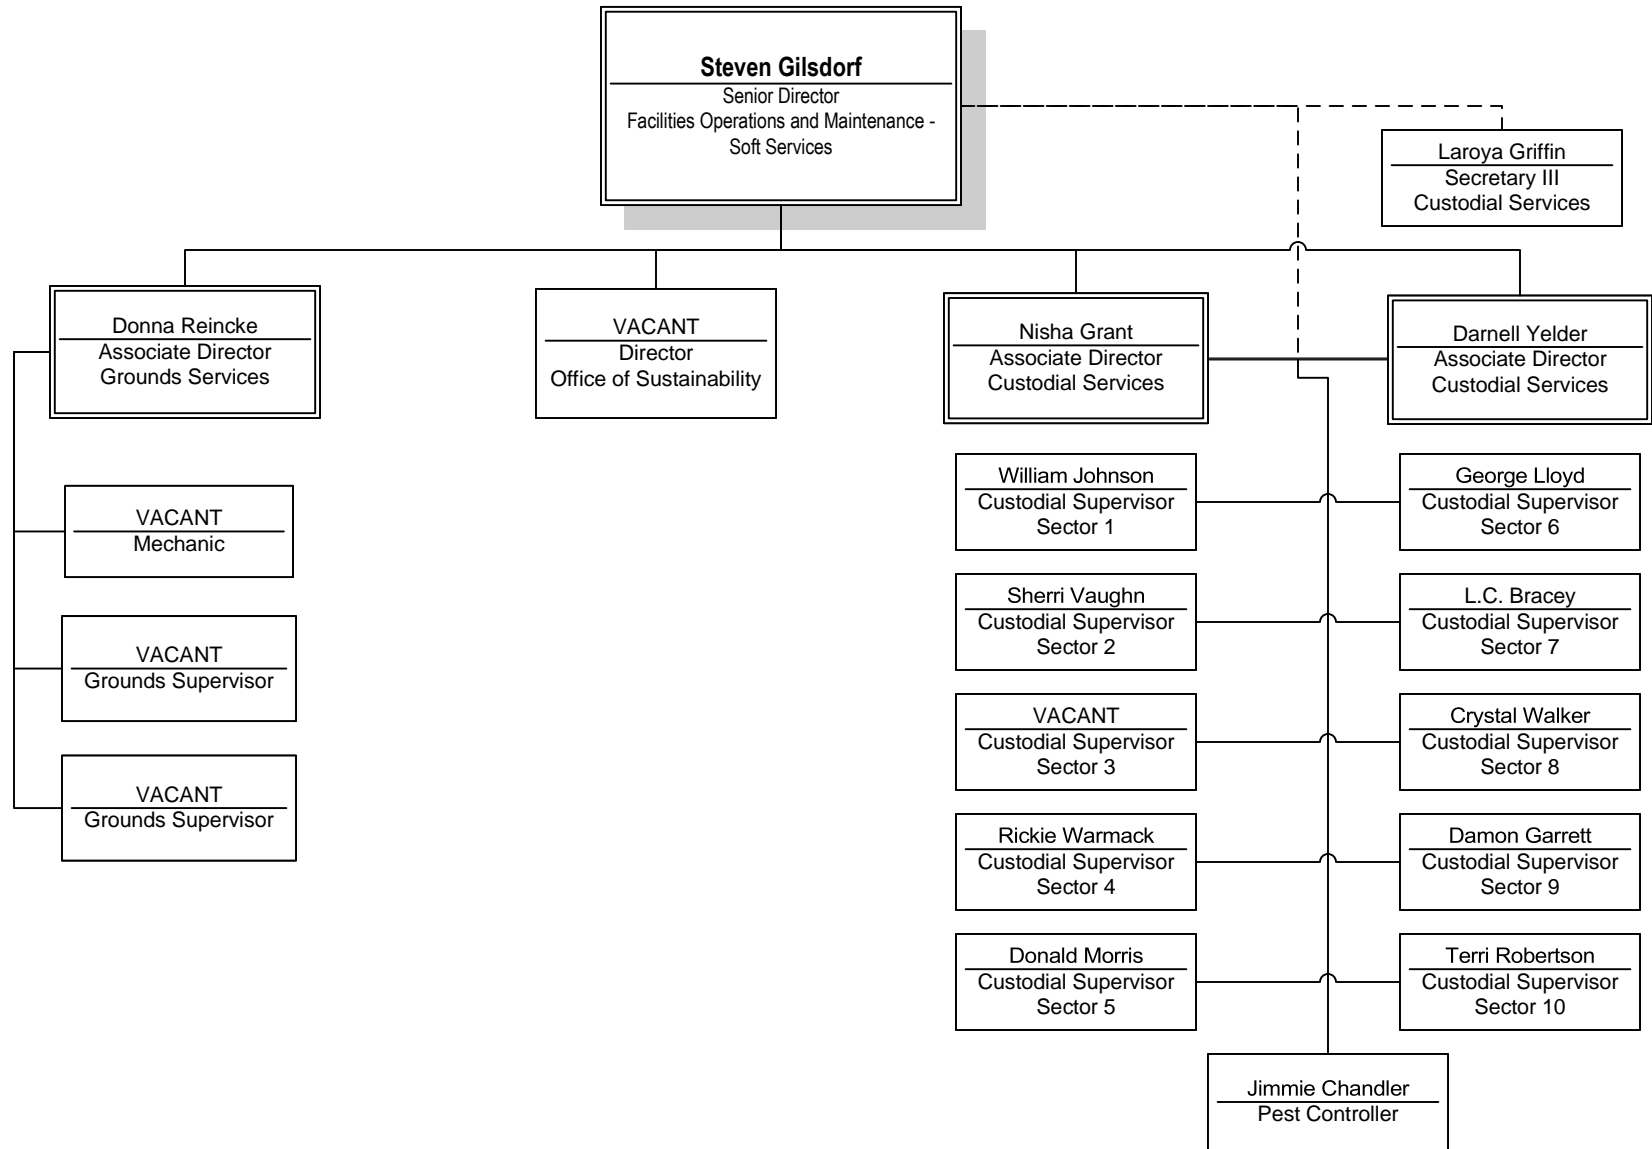 Steven Gilsdorf
Senior Director
Facilities Operations and Maintenance -
Soft Services
Laroya Griffin
Secretary III
Custodial Services
Donna Reincke
Associate Director
Grounds Services
VACANT
Director
Office of Sustainability
Nisha Grant
Associate Director
Custodial Services
Darnell Yelder
Associate Director
Custodial Services
VACANT
Mechanic
VACANT
Grounds Supervisor
VACANT
Grounds Supervisor
William Johnson
Custodial Supervisor
Sector 1
George Lloyd
Custodial Supervisor
Sector 6
Sherri Vaughn
Custodial Supervisor
Sector 2
L.C. Bracey
Custodial Supervisor
Sector 7
VACANT
Custodial Supervisor
Sector 3
Crystal Walker
Custodial Supervisor
Sector 8
Rickie Warmack
Custodial Supervisor
Sector 4
Damon Garrett
Custodial Supervisor
Sector 9
Donald Morris
Custodial Supervisor
Sector 5
Terri Robertson
Custodial Supervisor
Sector 10
Jimmie Chandler
Pest Controller